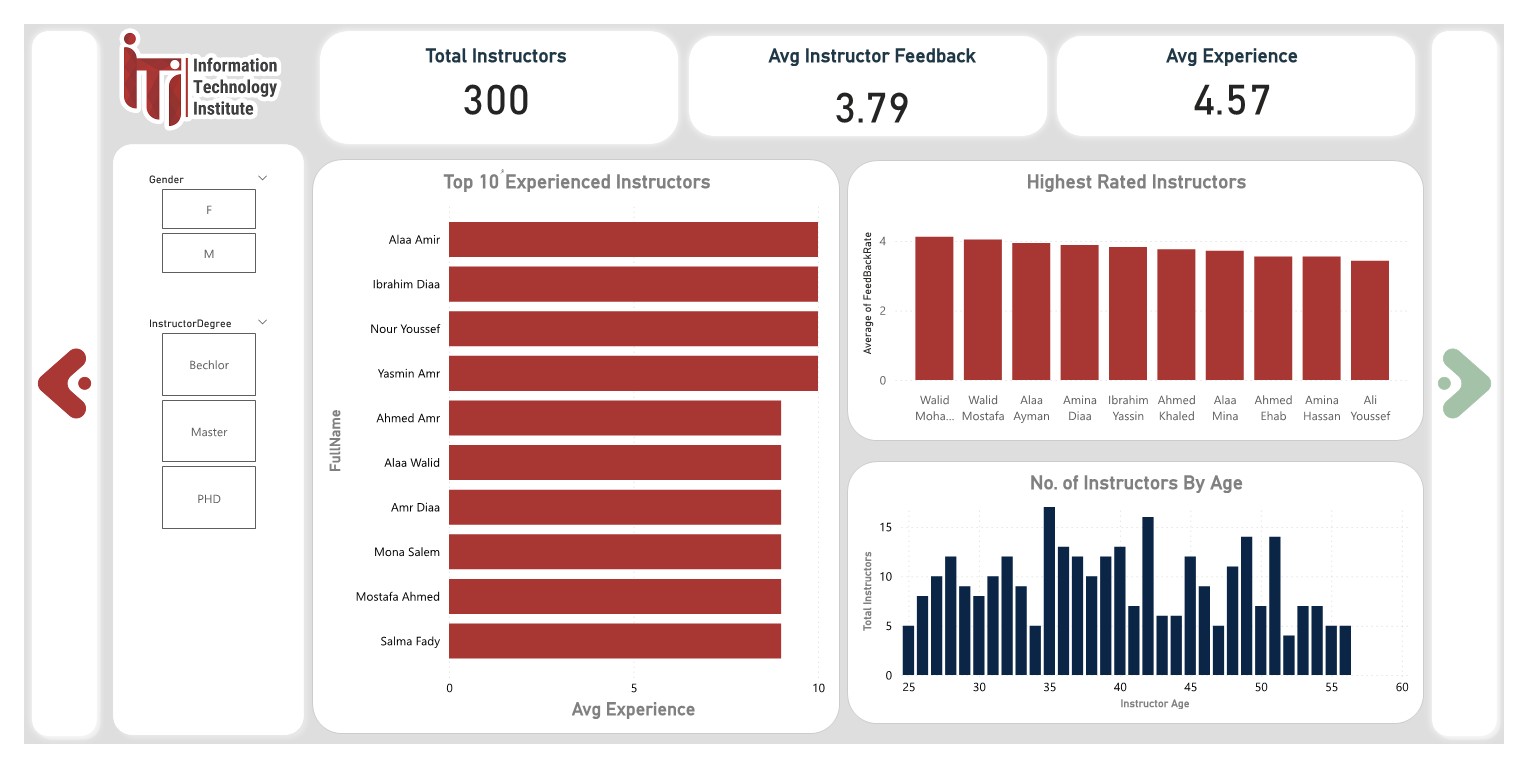 Information
Technology
Institute
Total Instructors
300
Avg Instructor Feedback
3.79
Avg Experience
4.57
Gender
F
M
InstructorDegree
Bechlor
Master
PHD
Top 10 Experienced Instructors
FullName
Alaa Amir
Ibrahim Diaa
Nour Youssef
Yasmin Amr
Ahmed Amr
Alaa Walid
Amr Diaa
Mona Salem
Mostafa Ahmed
Salma Fady
0 5 10
Avg Experience
Highest Rated Instructors
Average of FeedBackRate
4
2
0
Walid Moha...
Walid Mostafa
Alaa Ayman
Amina Diaa
Ibrahim Yassin
Ahmed Khaled
Alaa Mina
Ahmed Ehab
Amina Hassan
Ali Youssef
No. of Instructors By Age
Total Instructors
15
10
5
0
25 30 35 40 45 50 55 60
Instructor Age